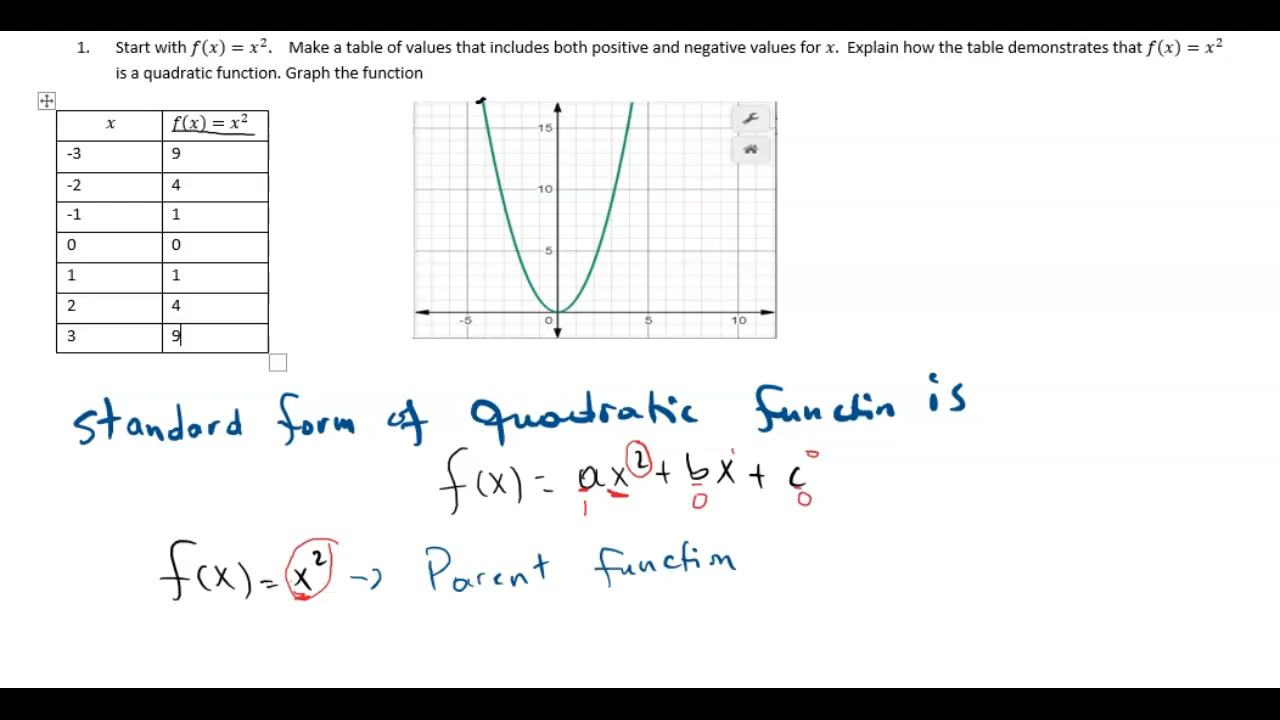 1. Start with f(x) = x². Make a table of values that includes both positive and negative values for x. Explain how the table demonstrates that f(x) = x²
is a quadratic function. Graph the function
x f(x) = x²
-3 9
-2 4
-1 1
0 0
1 1
2 4
3 9
15
10
5
-5 0 5 10
standard form of quadratic functin is
f(x) = ax² + bx + c
1 0 0
f(x) = x² → Parent function